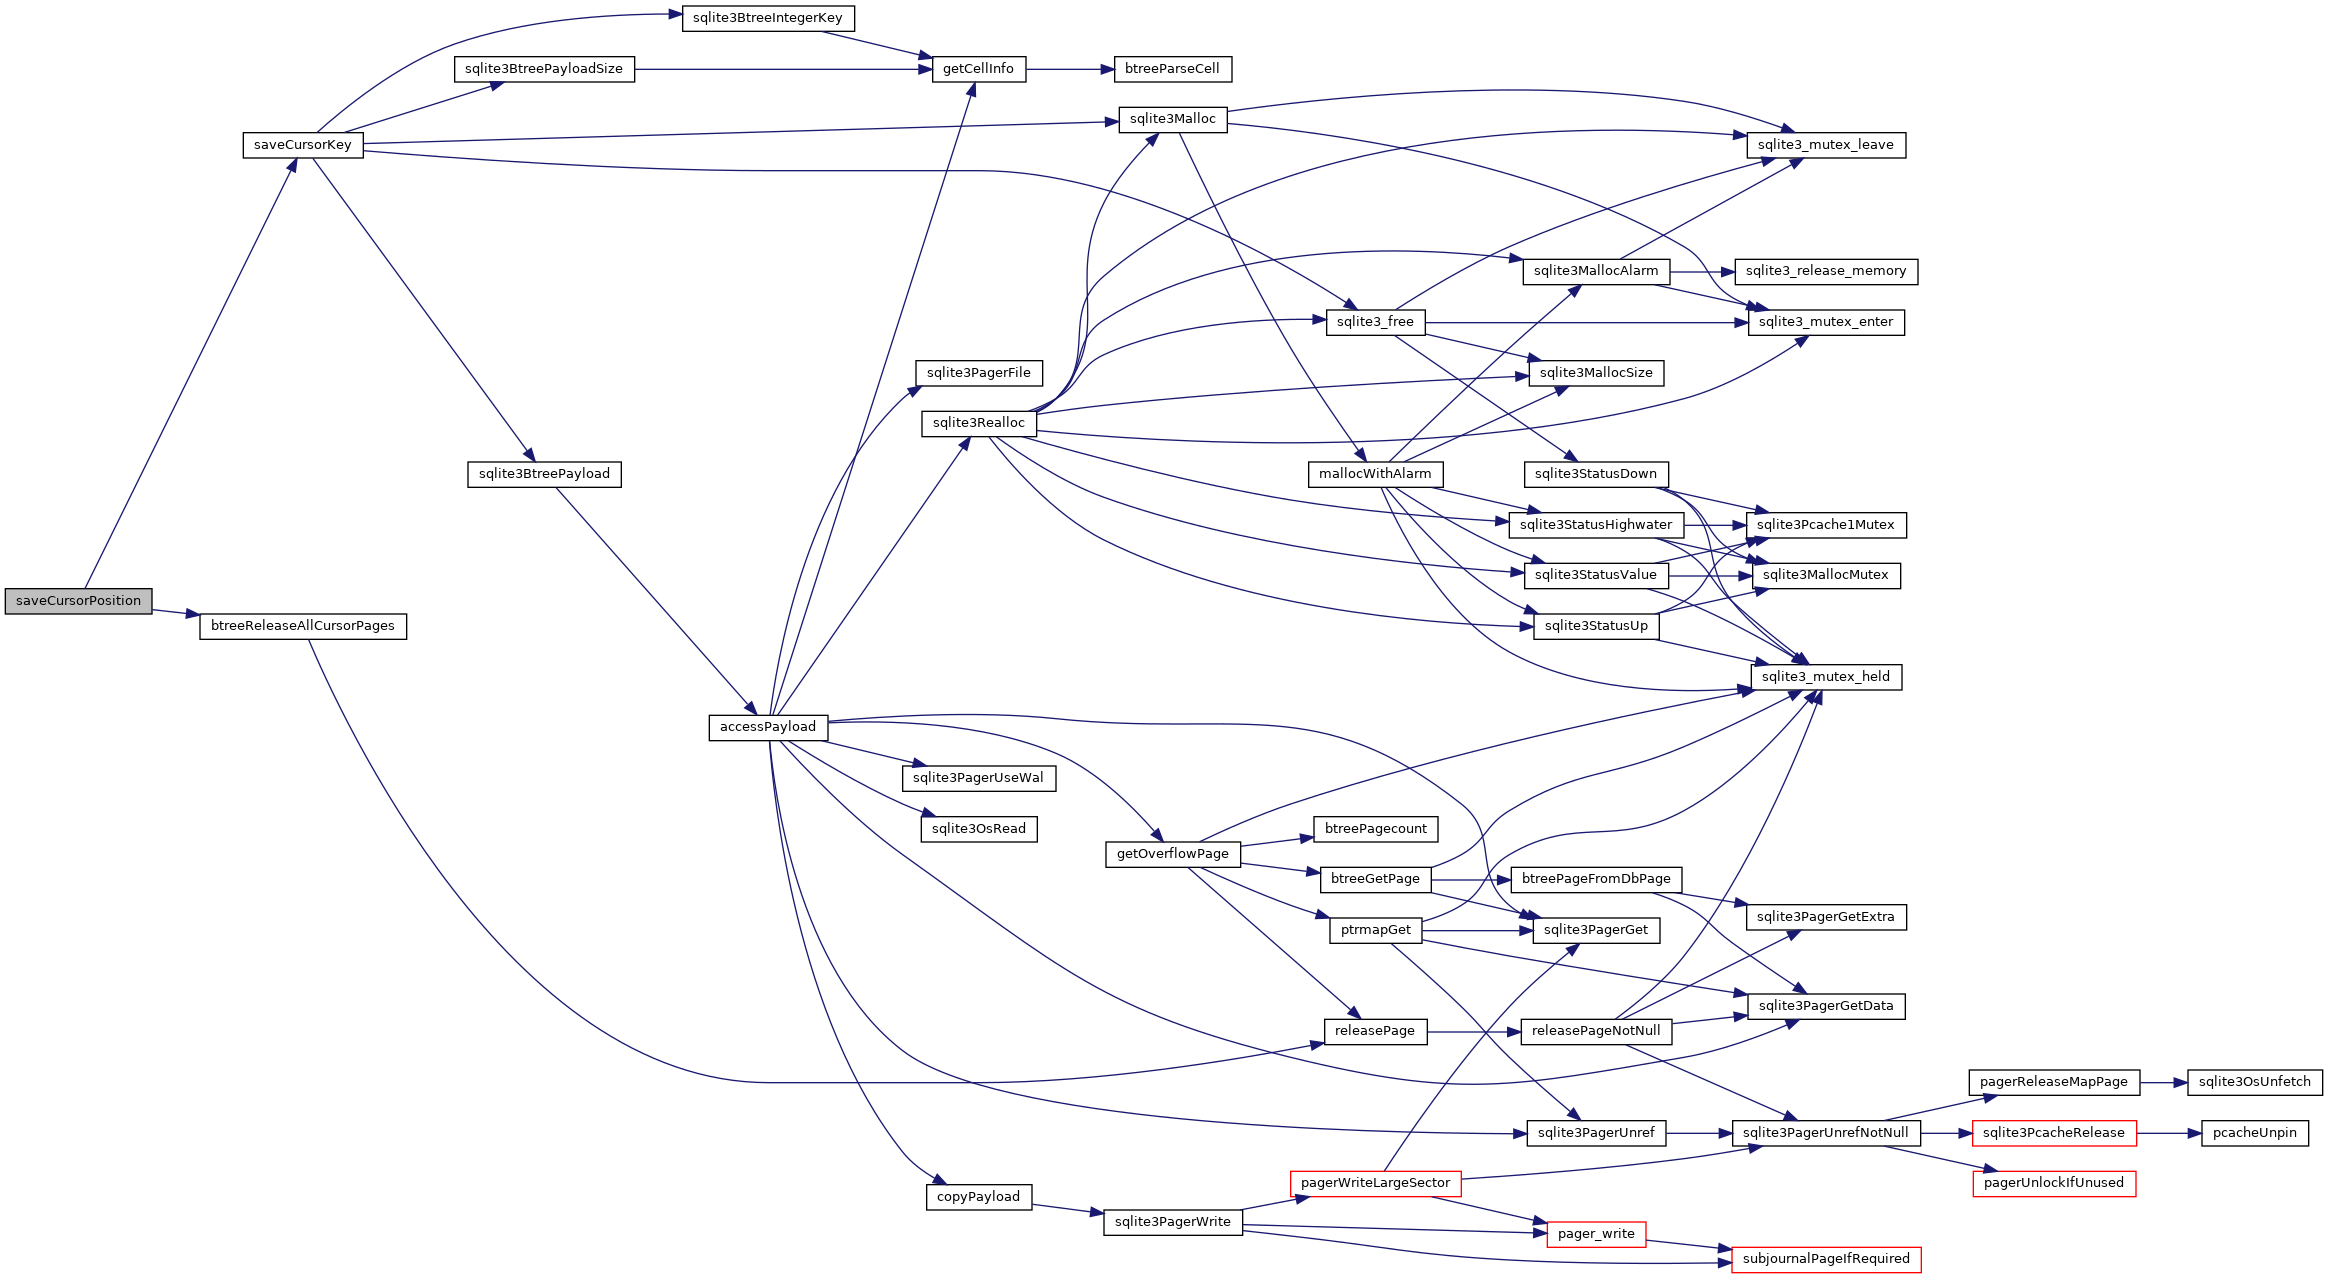 sqlite3BtreeIntegerKey
sqlite3BtreePayloadSize
getCellInfo
btreeParseCell
sqlite3Malloc
saveCursorKey
sqlite3_mutex_leave
sqlite3MallocAlarm
sqlite3_release_memory
sqlite3_free
sqlite3_mutex_enter
sqlite3PagerFile
sqlite3MallocSize
sqlite3Realloc
sqlite3BtreePayload
mallocWithAlarm
sqlite3StatusDown
sqlite3StatusHighwater
sqlite3Pcache1Mutex
sqlite3StatusValue
sqlite3MallocMutex
saveCursorPosition
btreeReleaseAllCursorPages
sqlite3StatusUp
sqlite3_mutex_held
accessPayload
sqlite3PagerUseWal
sqlite3OsRead
btreePagecount
getOverflowPage
btreeGetPage
btreePageFromDbPage
sqlite3PagerGetExtra
ptrmapGet
sqlite3PagerGet
sqlite3PagerGetData
releasePage
releasePageNotNull
pagerReleaseMapPage
sqlite3OsUnfetch
sqlite3PagerUnref
sqlite3PagerUnrefNotNull
sqlite3PcacheRelease
pcacheUnpin
pagerWriteLargeSector
pagerUnlockIfUnused
copyPayload
sqlite3PagerWrite
pager_write
subjournalPageIfRequired